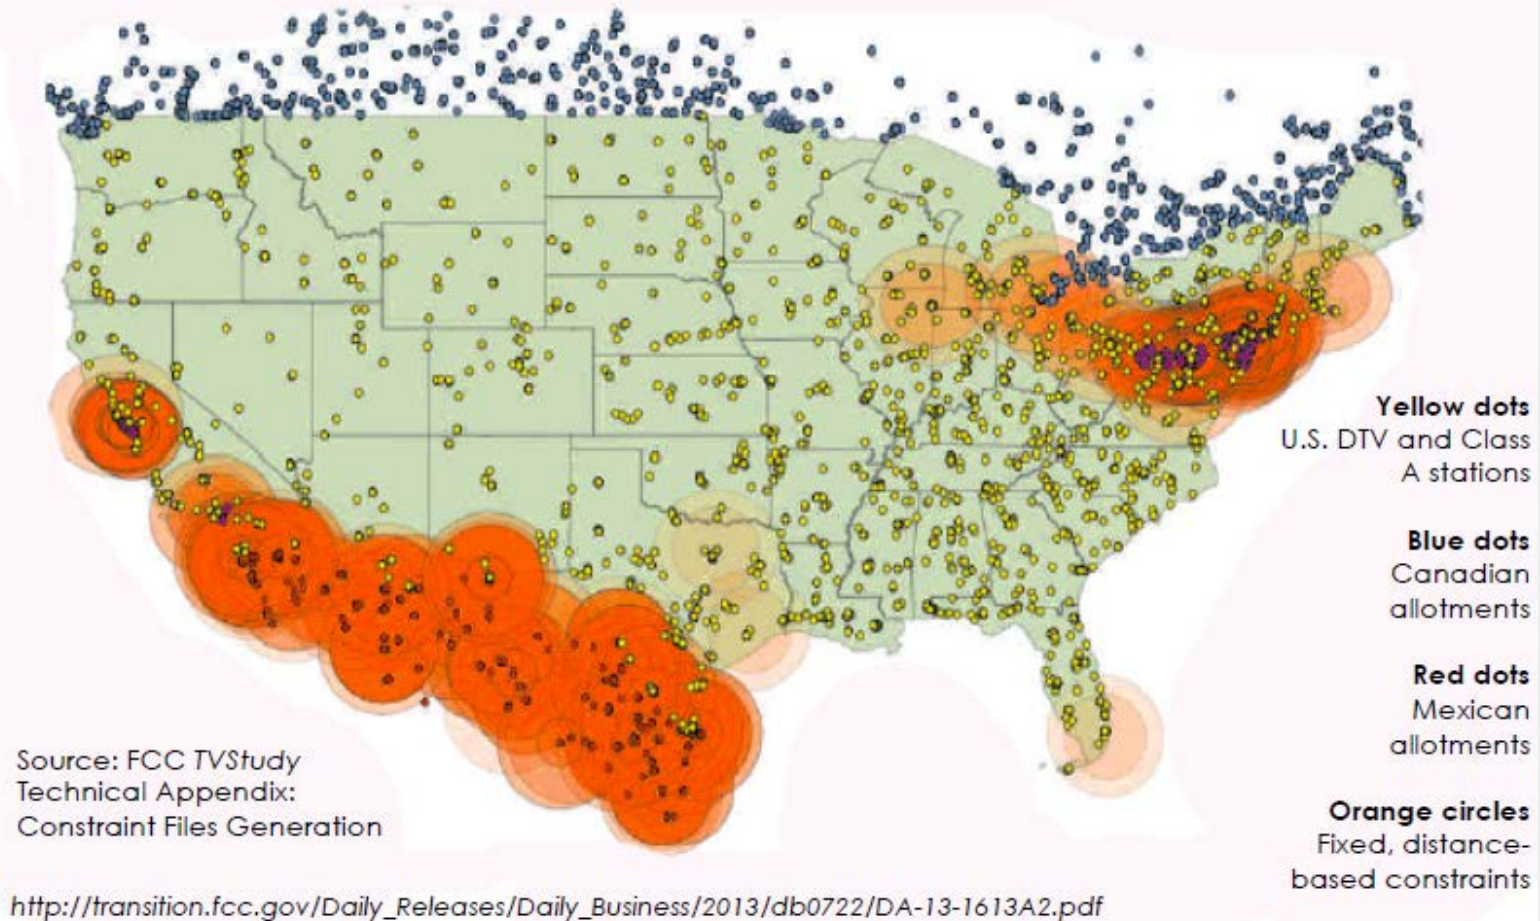 Yellow dots
U.S. DTV and Class
A stations
Blue dots
Canadian
allotments
Red dots
Mexican
allotments
Orange circles
Fixed, distance-
based constraints
Source: FCC TVStudy
Technical Appendix:
Constraint Files Generation
http://transition.fcc.gov/Daily_Releases/Daily_Business/2013/db0722/DA-13-1613A2.pdf